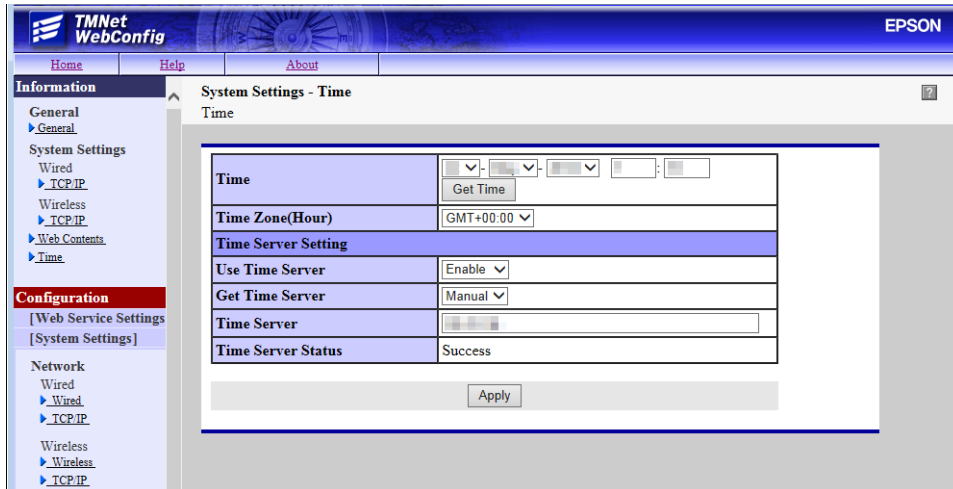 TMNet
WebConfig
EPSON
Home Help About
Information
General
General
System Settings
Wired
TCP/IP
Wireless
TCP/IP
Web Contents
Time
Configuration
[Web Service Settings
[System Settings]
Network
Wired
Wired
TCP/IP
Wireless
Wireless
TCP/IP
System Settings - Time
?
Time
Time - - :
Get Time
Time Zone(Hour) GMT+00:00
Time Server Setting
Use Time Server Enable
Get Time Server Manual
Time Server
Time Server Status Success
Apply